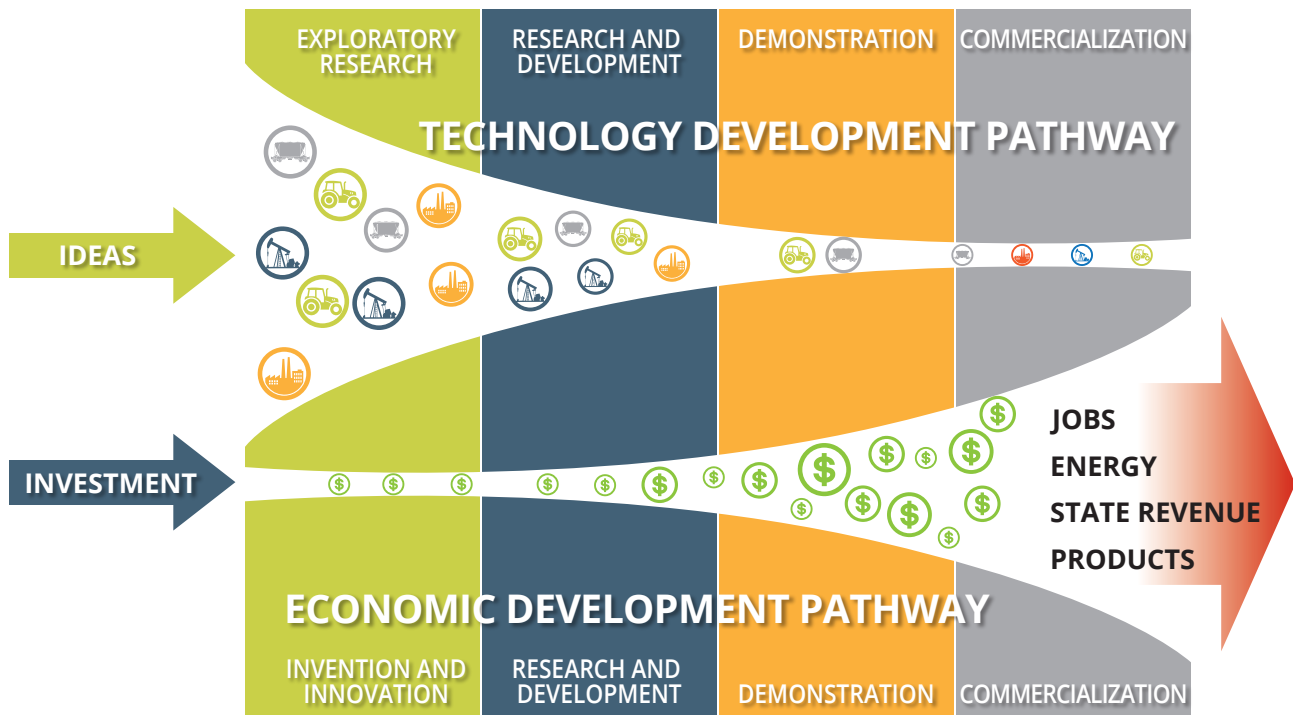 EXPLORATORY
RESEARCH
RESEARCH AND
DEVELOPMENT
DEMONSTRATION
COMMERCIALIZATION
TECHNOLOGY DEVELOPMENT PATHWAY
IDEAS
INVESTMENT
$ $ $ $ $ $ $ $ $ $ $ $ $ $ $ $ $ $ $
JOBS
ENERGY
STATE REVENUE
PRODUCTS
ECONOMIC DEVELOPMENT PATHWAY
INVENTION AND
INNOVATION
RESEARCH AND
DEVELOPMENT
DEMONSTRATION
COMMERCIALIZATION